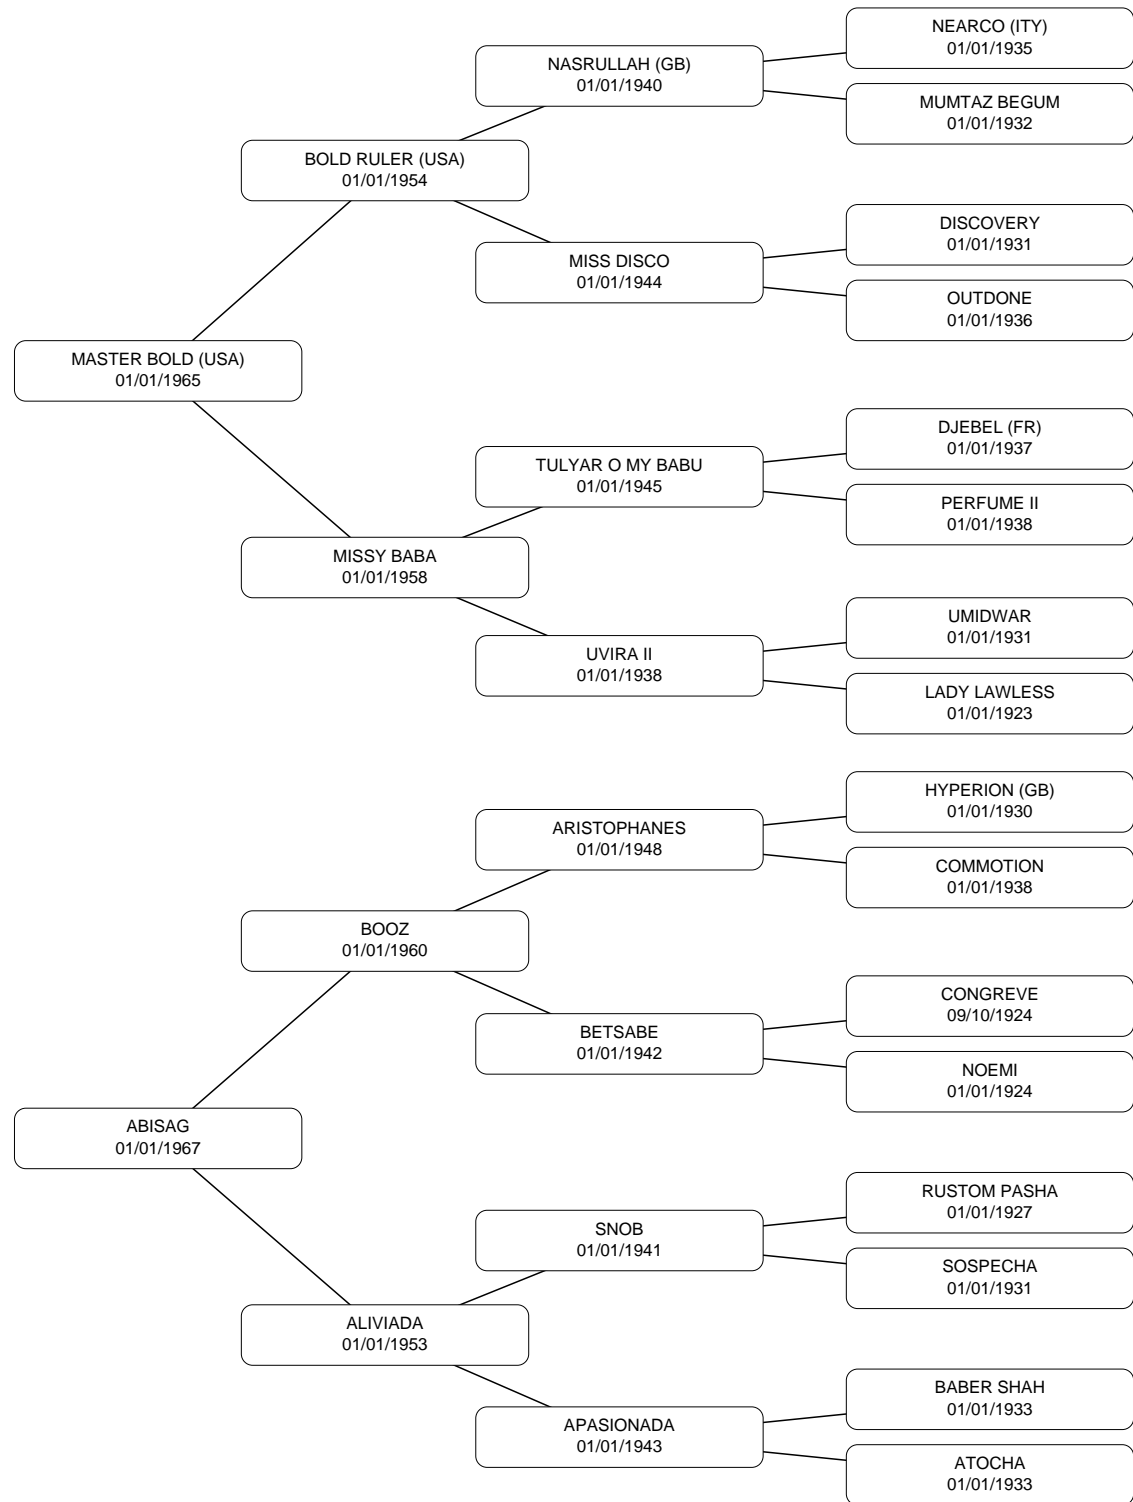 NEARCO (ITY)
01/01/1935
NASRULLAH (GB)
01/01/1940
MUMTAZ BEGUM
01/01/1932
BOLD RULER (USA)
01/01/1954
DISCOVERY
01/01/1931
MISS DISCO
01/01/1944
OUTDONE
01/01/1936
MASTER BOLD (USA)
01/01/1965
DJEBEL (FR)
01/01/1937
TULYAR O MY BABU
01/01/1945
PERFUME II
01/01/1938
MISSY BABA
01/01/1958
UMIDWAR
01/01/1931
UVIRA II
01/01/1938
LADY LAWLESS
01/01/1923
HYPERION (GB)
01/01/1930
ARISTOPHANES
01/01/1948
COMMOTION
01/01/1938
BOOZ
01/01/1960
CONGREVE
09/10/1924
BETSABE
01/01/1942
NOEMI
01/01/1924
ABISAG
01/01/1967
RUSTOM PASHA
01/01/1927
SNOB
01/01/1941
SOSPECHA
01/01/1931
ALIVIADA
01/01/1953
BABER SHAH
01/01/1933
APASIONADA
01/01/1943
ATOCHA
01/01/1933